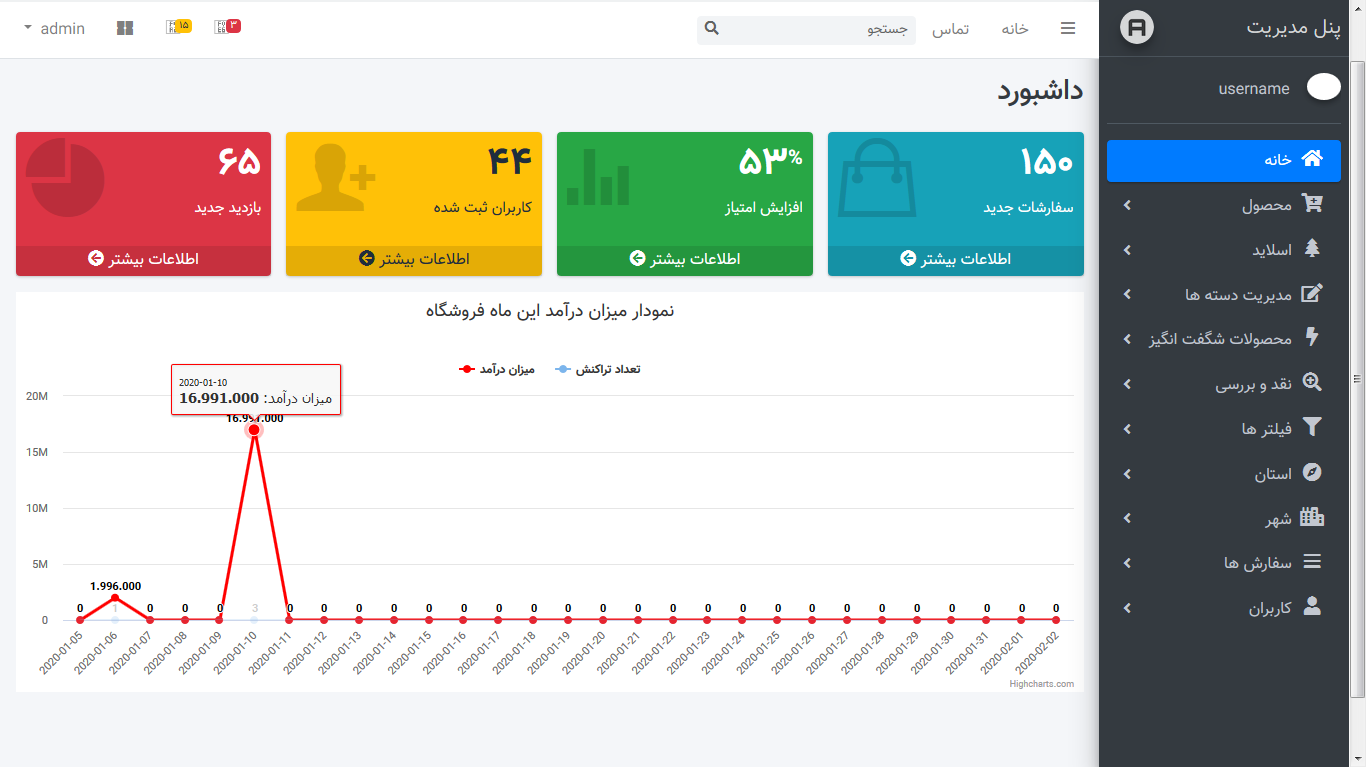 پنل مدیریت
username
خانه
محصول
اسلاید
مدیریت دسته ها
محصولات شگفت انگیز
نقد و بررسی
فیلتر ها
استان
شهر
سفارش ها
کاربران
خانه
تماس
جستجو
۳
۱۵
admin
داشبورد
۱۵۰
سفارشات جدید
اطلاعات بیشتر
۵۳%
افزایش امتیاز
اطلاعات بیشتر
۴۴
کاربران ثبت شده
اطلاعات بیشتر
۶۵
بازدید جدید
اطلاعات بیشتر
نمودار میزان درآمد این ماه فروشگاه
تعداد تراکنش
میزان درآمد
2020-01-10
میزان درآمد: 16.991.000
16.991.000
20M
15M
10M
5M
0
1.996.000
0 1 0 0 0 3 0 0 0 0 0 0 0 0 0 0 0 0 0 0 0 0 0 0 0 0 0 0 0
2020-01-05
2020-01-06
2020-01-07
2020-01-08
2020-01-09
2020-01-10
2020-01-11
2020-01-12
2020-01-13
2020-01-14
2020-01-15
2020-01-16
2020-01-17
2020-01-18
2020-01-19
2020-01-20
2020-01-21
2020-01-22
2020-01-23
2020-01-24
2020-01-25
2020-01-26
2020-01-27
2020-01-28
2020-01-29
2020-01-30
2020-01-31
2020-02-01
2020-02-02
Highcharts.com